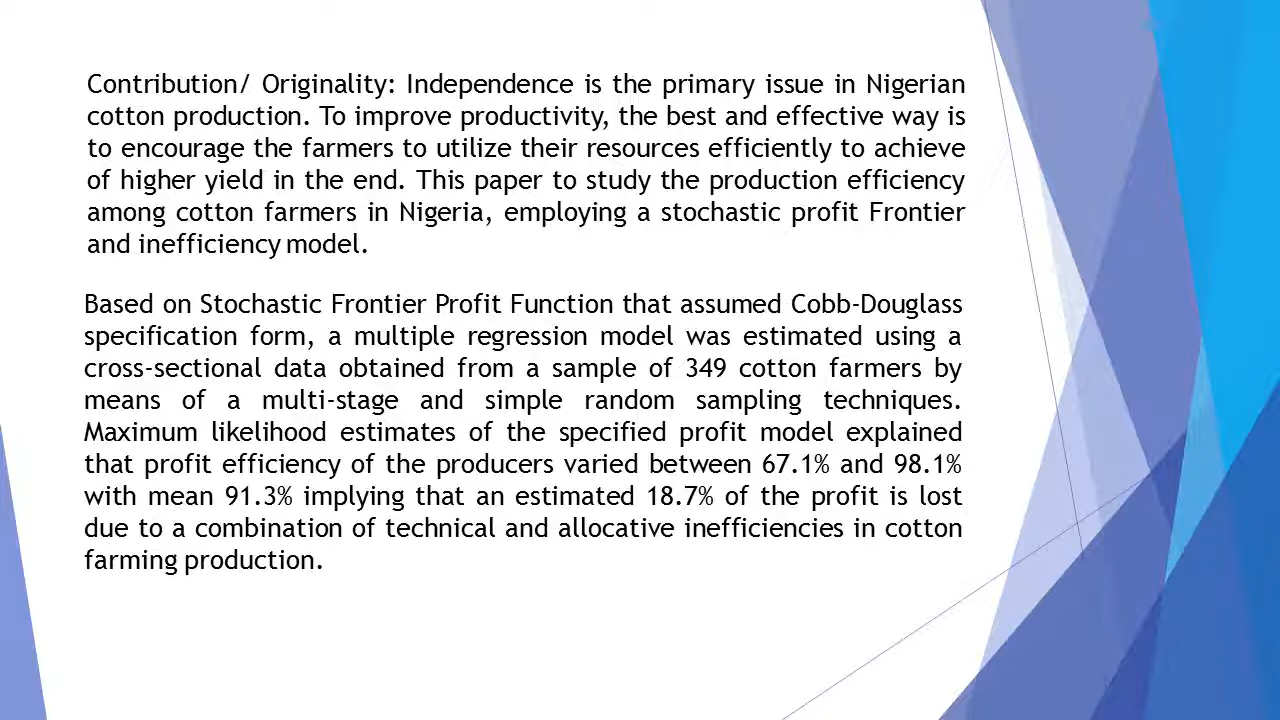 Contribution/ Originality: Independence is the primary issue in Nigerian
cotton production. To improve productivity, the best and effective way is
to encourage the farmers to utilize their resources efficiently to achieve
of higher yield in the end. This paper to study the production efficiency
among cotton farmers in Nigeria, employing a stochastic profit Frontier
and inefficiency model.
Based on Stochastic Frontier Profit Function that assumed Cobb-Douglass
specification form, a multiple regression model was estimated using a
cross-sectional data obtained from a sample of 349 cotton farmers by
means of a multi-stage and simple random sampling techniques.
Maximum likelihood estimates of the specified profit model explained
that profit efficiency of the producers varied between 67.1% and 98.1%
with mean 91.3% implying that an estimated 18.7% of the profit is lost
due to a combination of technical and allocative inefficiencies in cotton
farming production.